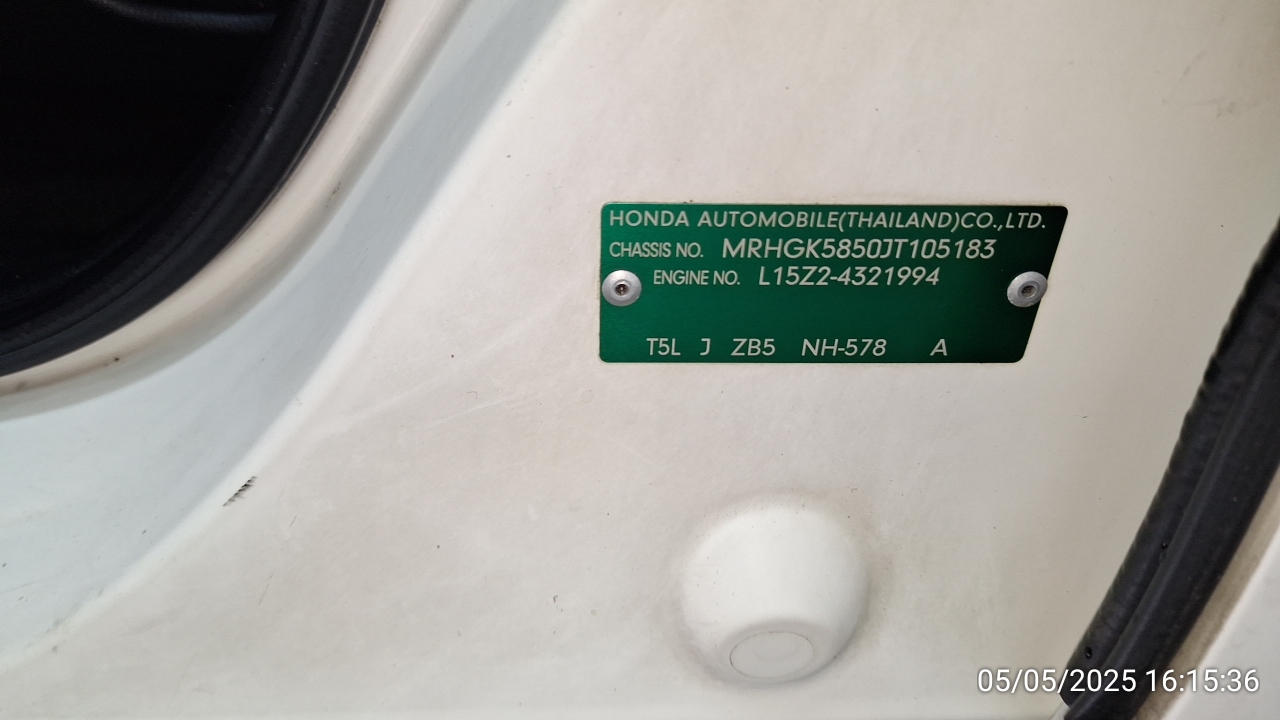 HONDA AUTOMOBILE(THAILAND)CO.,LTD.
CHASSIS NO. MRHGK5850JT105183
ENGINE NO. L15Z2-4321994
T5L J ZB5 NH-578 A
05/05/2025 16:15:36